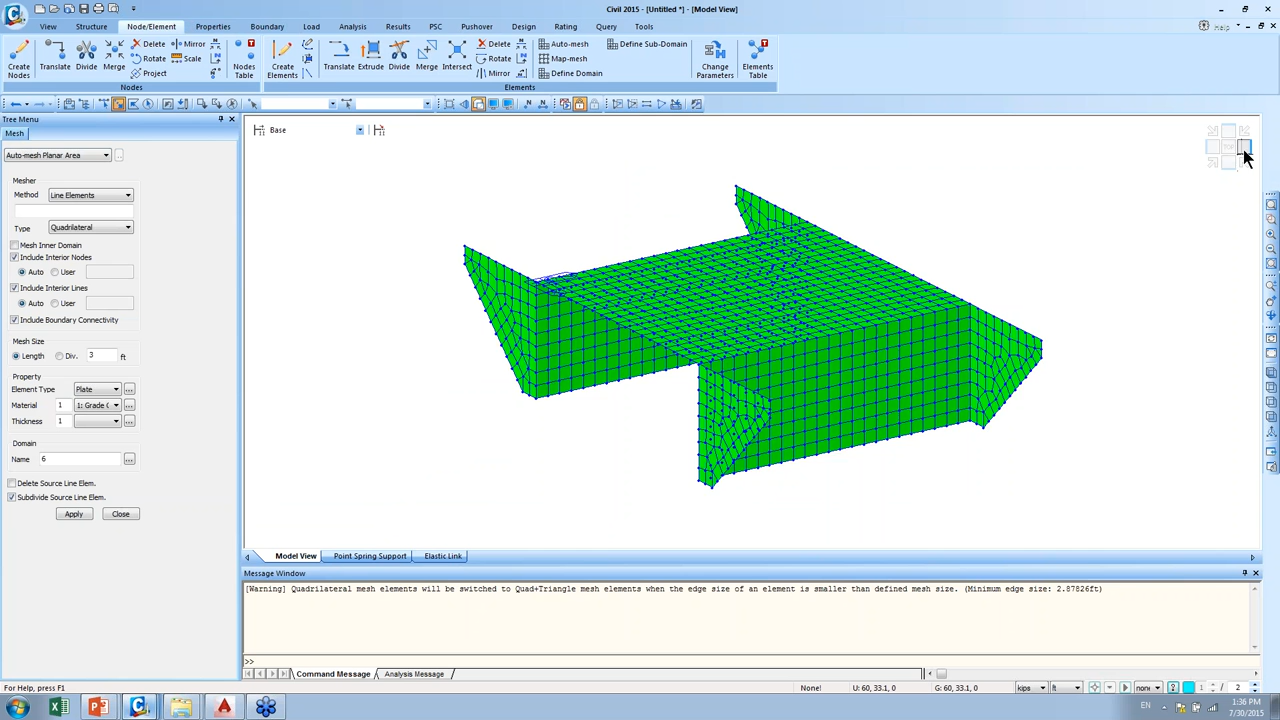 Civil 2015 - [Untitled *] - [Model View]
View Structure Node/Element Properties Boundary Load Analysis Results PSC Pushover Design Rating Query Tools Help
Create Nodes Translate Divide Merge Delete Rotate Project Mirror Scale Nodes Table
Create Elements Translate Extrude Divide Merge Intersect Delete Rotate Mirror Auto-mesh Map-mesh Define Domain Define Sub-Domain Change Parameters Elements Table
Nodes Elements
Tree Menu
Mesh
Base
Auto-mesh Planar Area
Mesher
Method Line Elements
Type Quadrilateral
Mesh Inner Domain
Include Interior Nodes
Auto User
Include Interior Lines
Auto User
Include Boundary Connectivity
Mesh Size
Length Div. 3 ft
Property
Element Type Plate
Material 1 1: Grade C
Thickness 1
Domain
Name 6
Delete Source Line Elem.
Subdivide Source Line Elem.
Apply Close
Model View Point Spring Support Elastic Link
Message Window
[Warning] Quadrilateral mesh elements will be switched to Quad+Triangle mesh elements when the edge size of an element is smaller than defined mesh size. (Minimum edge size: 2.87826ft)
>>
Command Message Analysis Message
For Help, press F1 None! U: 60, 33.1, 0 G: 60, 33.1, 0 kips ft non 1 / 2
EN 1:36 PM
7/30/2015